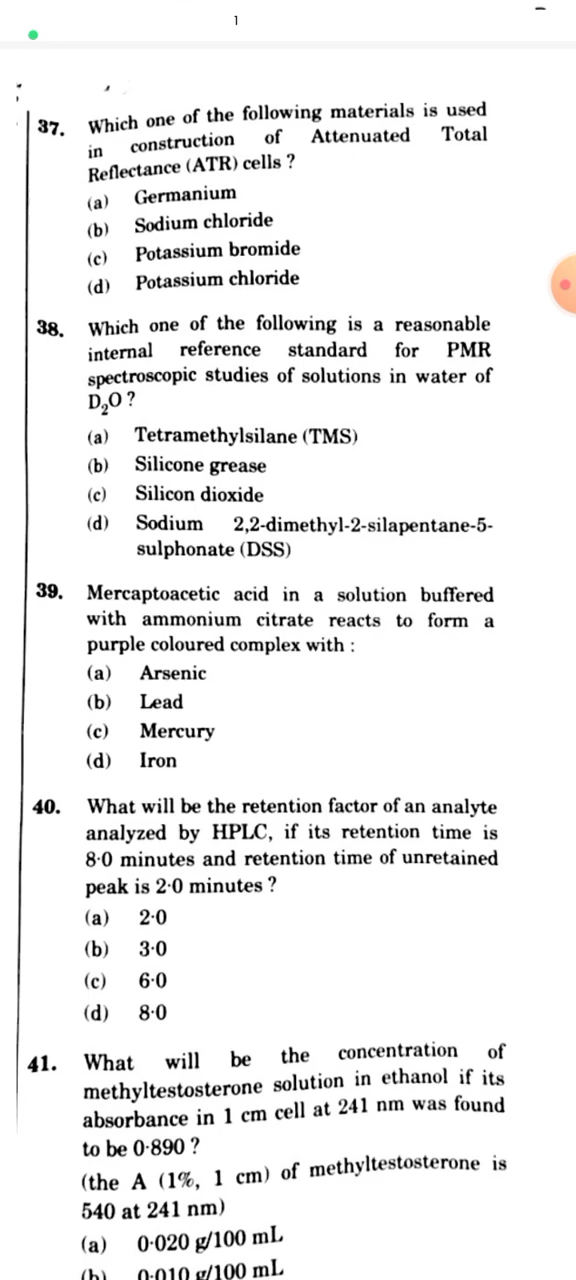 1
37. Which one of the following materials is used
in construction of Attenuated Total
Reflectance (ATR) cells ?
(a) Germanium
(b) Sodium chloride
(c) Potassium bromide
(d) Potassium chloride
38. Which one of the following is a reasonable
internal reference standard for PMR
spectroscopic studies of solutions in water of
D₂O ?
(a) Tetramethylsilane (TMS)
(b) Silicone grease
(c) Silicon dioxide
(d) Sodium 2,2-dimethyl-2-silapentane-5-
sulphonate (DSS)
39. Mercaptoacetic acid in a solution buffered
with ammonium citrate reacts to form a
purple coloured complex with :
(a) Arsenic
(b) Lead
(c) Mercury
(d) Iron
40. What will be the retention factor of an analyte
analyzed by HPLC, if its retention time is
8·0 minutes and retention time of unretained
peak is 2·0 minutes ?
(a) 2·0
(b) 3·0
(c) 6·0
(d) 8·0
41. What will be the concentration of
methyltestosterone solution in ethanol if its
absorbance in 1 cm cell at 241 nm was found
to be 0·890 ?
(the A (1%, 1 cm) of methyltestosterone is
540 at 241 nm)
(a) 0·020 g/100 mL
(b) 0·010 g/100 mL